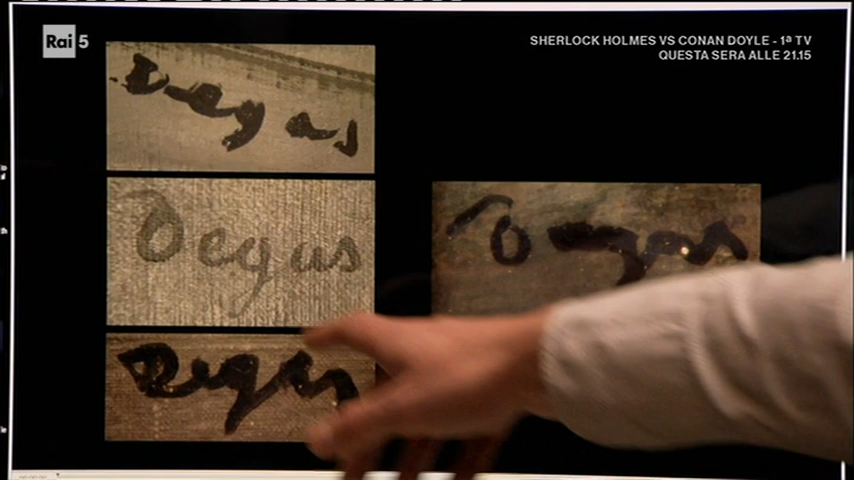 Rai 5
SHERLOCK HOLMES VS CONAN DOYLE - 1ª TV
QUESTA SERA ALLE 21.15
Degas
Degas
Degas
Degas